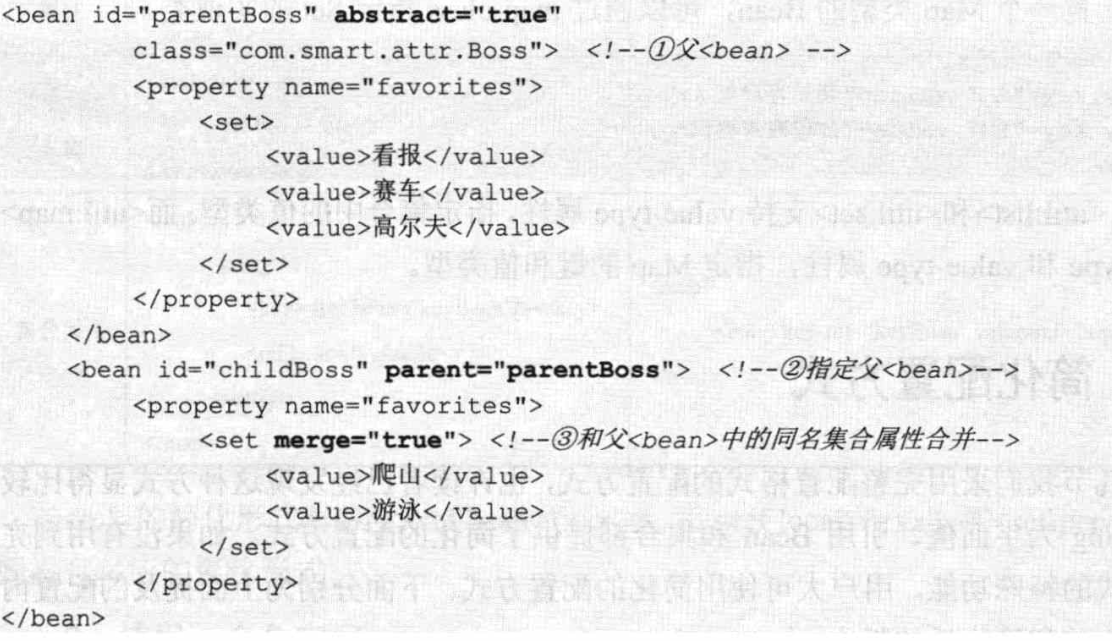 <bean id="parentBoss" abstract="true"
class="com.smart.attr.Boss"> <!--①父<bean> -->
<property name="favorites">
<set>
<value>看报</value>
<value>赛车</value>
<value>高尔夫</value>
</set>
</property>
</bean>
<bean id="childBoss" parent="parentBoss"> <!--②指定父<bean>-->
<property name="favorites">
<set merge="true"> <!--③和父<bean>中的同名集合属性合并-->
<value>爬山</value>
<value>游泳</value>
</set>
</property>
</bean>